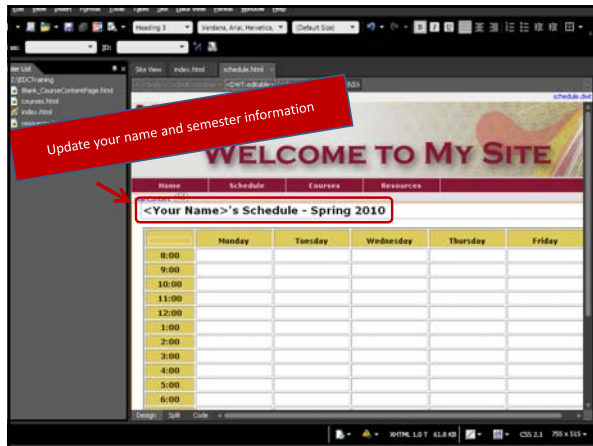 Heading 3
Verdana, Arial, Helvetica,
(Default Size)
Site View
index.html
schedule.html
Blank_CourseContentPage.html
courses.html
index.html
schedule.dwt
Update your name and semester information
WELCOME TO MY SITE
Home Schedule Courses Resources
<Your Name>'s Schedule - Spring 2010
Monday Tuesday Wednesday Thursday Friday
8:00
9:00
10:00
11:00
12:00
1:00
2:00
3:00
4:00
5:00
6:00
Design Split Code
XHTML 1.0 T 61.8 KB CSS 2.1 755 x 515